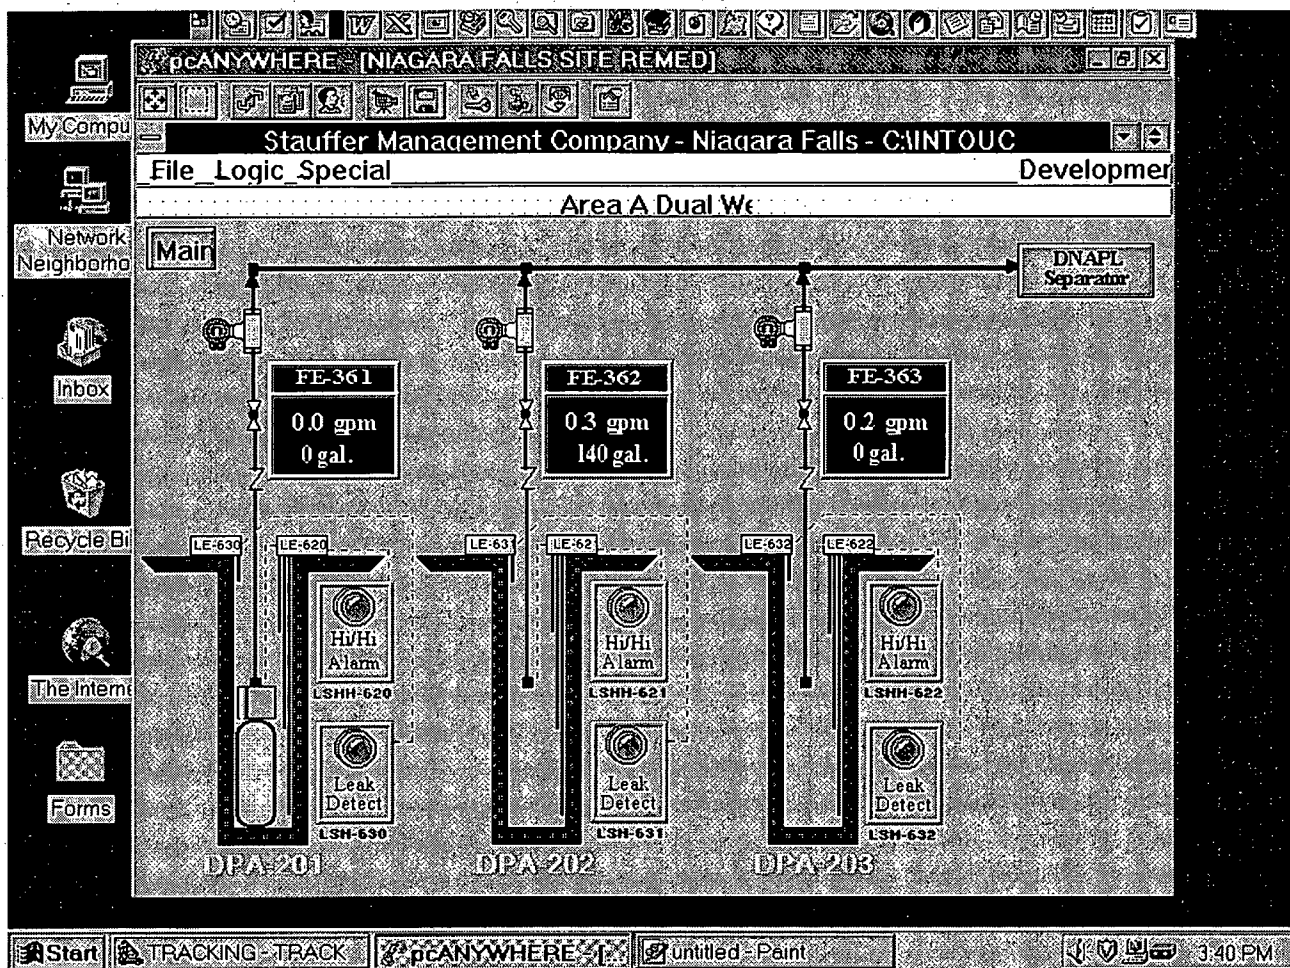 pcANYWHERE - [NIAGARA FALLS SITE REMED]
My Compu
Stauffer Management Company - Niagara Falls - C:\INTOUC
File Logic Special Developmer
Area A Dual We
Network
Neighborho
Main
DNAPL
Separator
Inbox
FE-361 FE-362 FE-363
0.0 gpm 0.3 gpm 0.2 gpm
0 gal. 140 gal. 0 gal.
Recycle Bi
LE-630 LE-620 LE-631 LE-62 LE-632 LE-622
Hi/Hi Hi/Hi Hi/Hi
Alarm Alarm Alarm
The Interne
LSHH-620 LSHH-621 LSHH-622
Leak Leak Leak
Detect Detect Detect
Forms
LSH-630 LSH-631 LSH-632
DPA-201 DPA-202 DPA-203
Start TRACKING - TRACK pcANYWHERE - [ untitled - Paint 3:40 PM